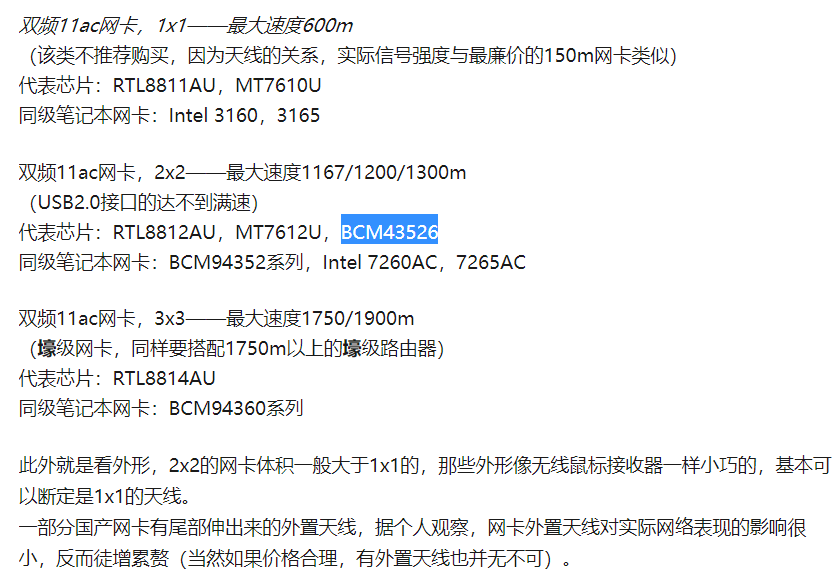 双频11ac网卡，1x1——最大速度600m
（该类不推荐购买，因为天线的关系，实际信号强度与最廉价的150m网卡类似）
代表芯片：RTL8811AU，MT7610U
同级笔记本网卡：Intel 3160，3165
双频11ac网卡，2x2——最大速度1167/1200/1300m
（USB2.0接口的达不到满速）
代表芯片：RTL8812AU，MT7612U，BCM43526
同级笔记本网卡：BCM94352系列，Intel 7260AC，7265AC
双频11ac网卡，3x3——最大速度1750/1900m
（壕级网卡，同样要搭配1750m以上的壕级路由器）
代表芯片：RTL8814AU
同级笔记本网卡：BCM94360系列
此外就是看外形，2x2的网卡体积一般大于1x1的，那些外形像无线鼠标接收器一样小巧的，基本可
以断定是1x1的天线。
一部分国产网卡有尾部伸出来的外置天线，据个人观察，网卡外置天线对实际网络表现的影响很
小，反而徒增累赘（当然如果价格合理，有外置天线也并无不可）。